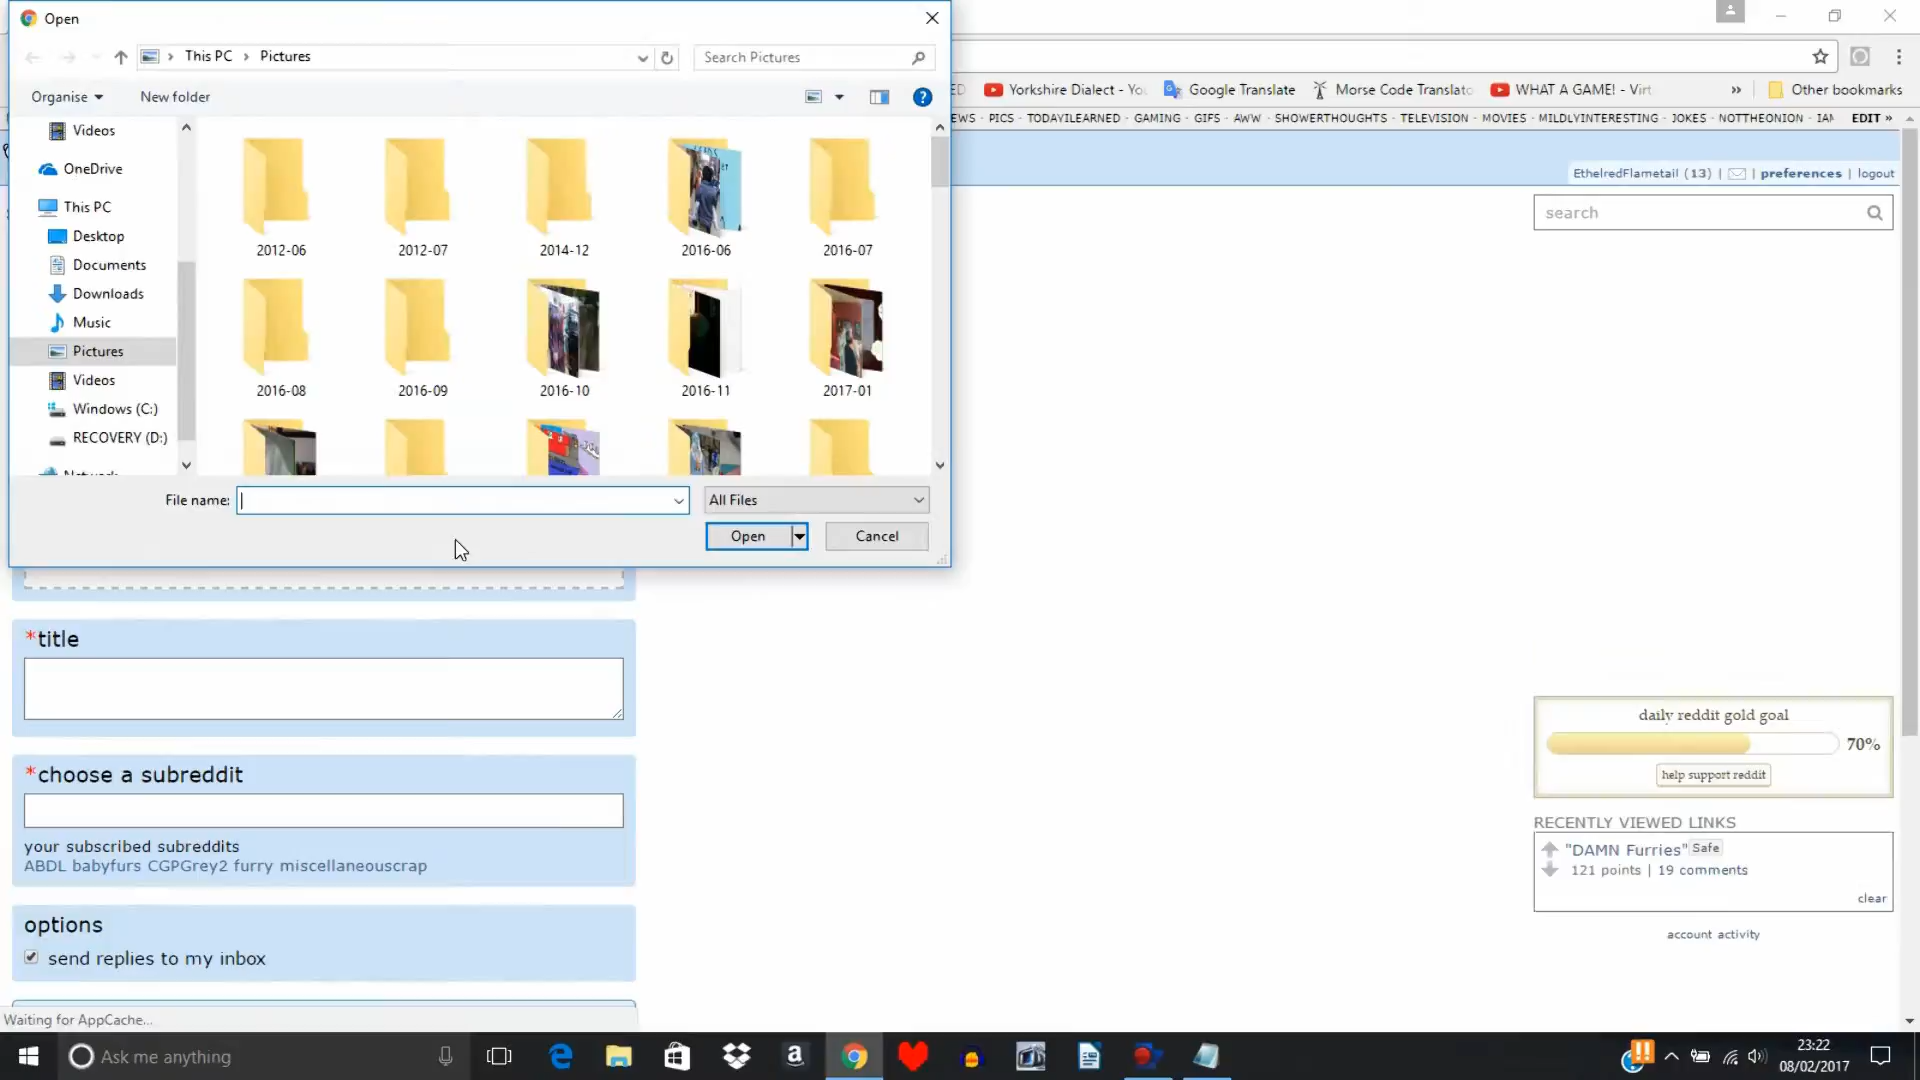 Open
This PC > Pictures
Search Pictures
Organise
New folder
Videos
OneDrive
This PC
Desktop
Documents
Downloads
Music
Pictures
Videos
Windows (C:)
RECOVERY (D:)
2012-06
2012-07
2014-12
2016-06
2016-07
2016-08
2016-09
2016-10
2016-11
2017-01
File name:
All Files
Open
Cancel
Yorkshire Dialect - Yo
Google Translate
Morse Code Translato
WHAT A GAME! - Virt
»
Other bookmarks
EWS - PICS - TODAYILEARNED - GAMING - GIFS - AWW - SHOWERTHOUGHTS - TELEVISION - MOVIES - MILDLYINTERESTING - JOKES - NOTTHEONION - IAM EDIT »
EthelredFlametail (13) | | preferences | logout
search
*title
*choose a subreddit
your subscribed subreddits
ABDL babyfurs CGPGrey2 furry miscellaneouscrap
options
send replies to my inbox
daily reddit gold goal
70%
help support reddit
RECENTLY VIEWED LINKS
"DAMN Furries" Safe
121 points | 19 comments
clear
account activity
Waiting for AppCache...
Ask me anything
23:22
08/02/2017